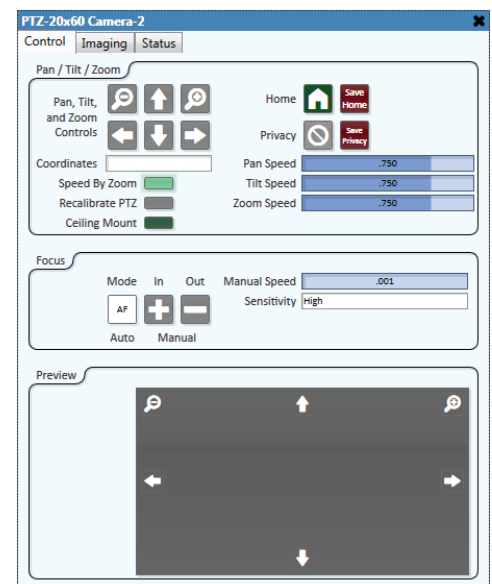 PTZ-20x60 Camera-2
Control Imaging Status
Pan / Tilt / Zoom
Pan, Tilt,
and Zoom
Controls
Home
Save
Home
Privacy
Save
Privacy
Coordinates
Pan Speed .750
Speed By Zoom
Tilt Speed .750
Recalibrate PTZ
Zoom Speed .750
Ceiling Mount
Focus
Mode In Out Manual Speed .001
AF
Sensitivity High
Auto Manual
Preview